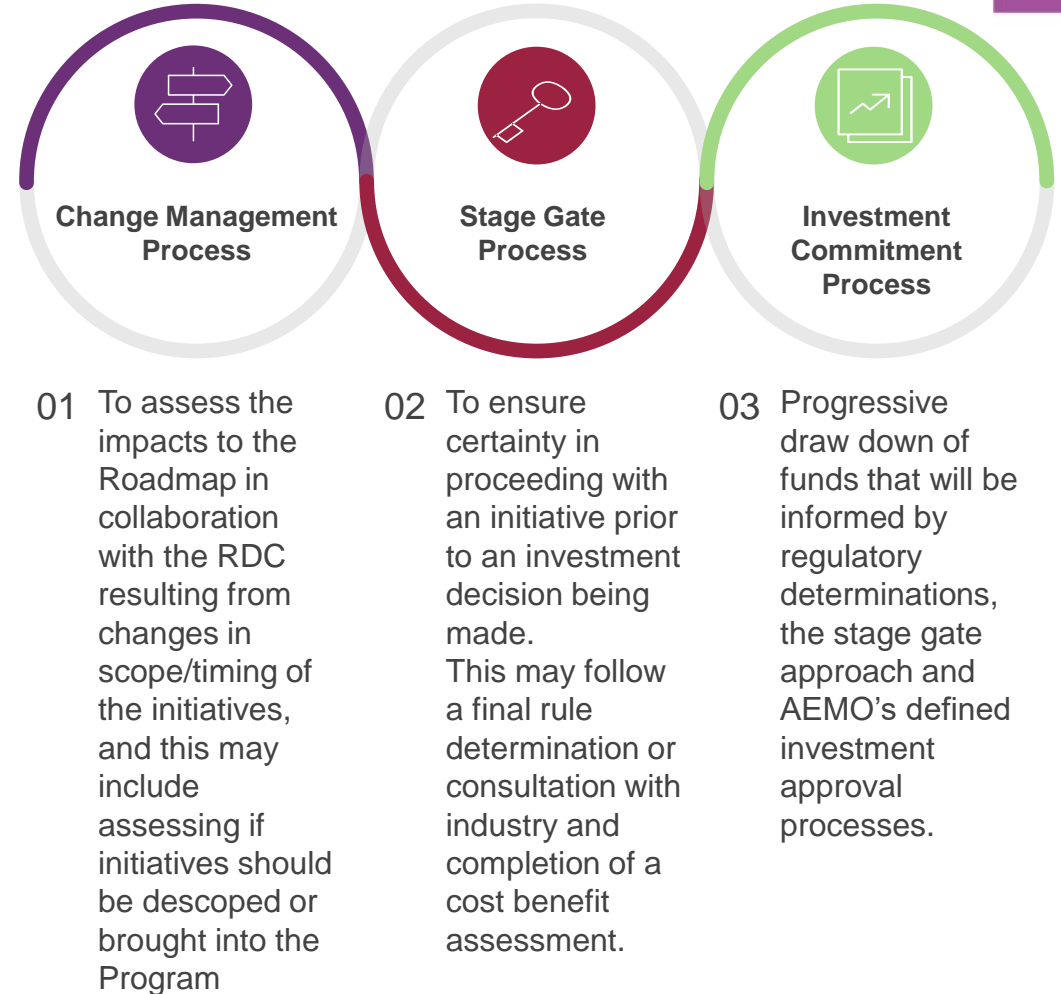 Change Management
Process
Stage Gate
Process
Investment
Commitment
Process
01
To assess the
impacts to the
Roadmap in
collaboration
with the RDC
resulting from
changes in
scope/timing of
the initiatives,
and this may
include
assessing if
initiatives should
be descoped or
brought into the
Program
02
To ensure
certainty in
proceeding with
an initiative prior
to an investment
decision being
made.
This may follow
a final rule
determination or
consultation with
industry and
completion of a
cost benefit
assessment.
03
Progressive
draw down of
funds that will be
informed by
regulatory
determinations,
the stage gate
approach and
AEMO’s defined
investment
approval
processes.